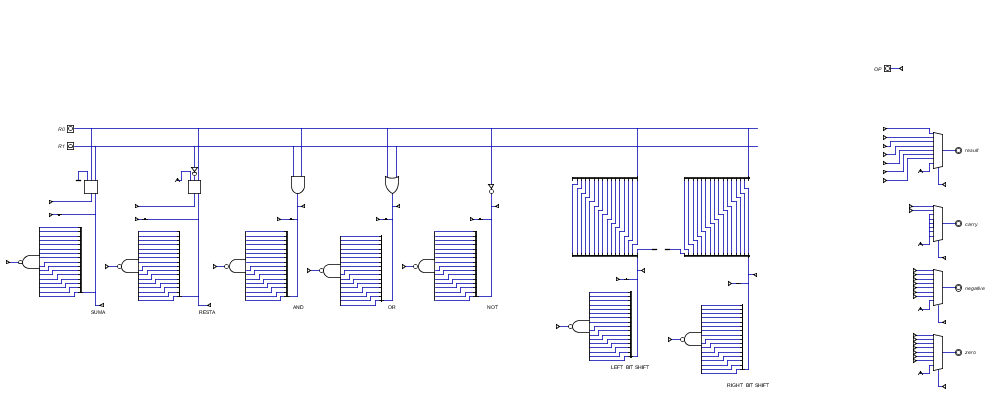 OP
R0
R1
result
carry
negative
zero
SUMA
RESTA
AND
OR
NOT
LEFT BIT SHIFT
RIGHT BIT SHIFT